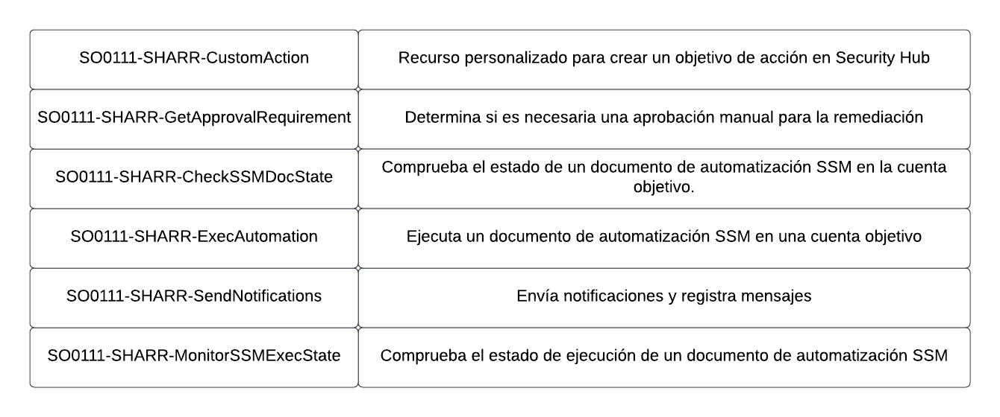 SO0111-SHARR-CustomAction
Recurso personalizado para crear un objetivo de acción en Security Hub
SO0111-SHARR-GetApprovalRequirement
Determina si es necesaria una aprobación manual para la remediación
SO0111-SHARR-CheckSSMDocState
Comprueba el estado de un documento de automatización SSM en la cuenta
objetivo.
SO0111-SHARR-ExecAutomation
Ejecuta un documento de automatización SSM en una cuenta objetivo
SO0111-SHARR-SendNotifications
Envía notificaciones y registra mensajes
SO0111-SHARR-MonitorSSMExecState
Comprueba el estado de ejecución de un documento de automatización SSM